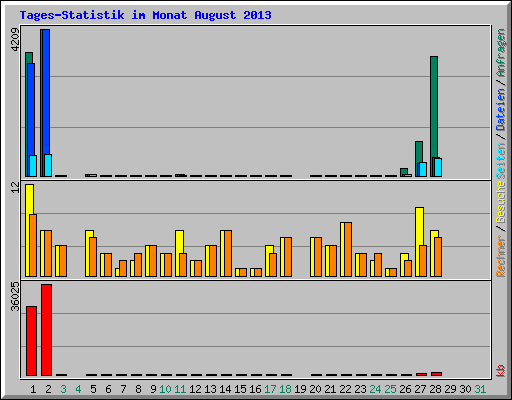 Tages-Statistik im Monat August 2013
4209
12
36025
Rechner / Besuche Seiten / Dateien / Anfragen
kb
1 2 3 4 5 6 7 8 9 10 11 12 13 14 15 16 17 18 19 20 21 22 23 24 25 26 27 28 29 30 31